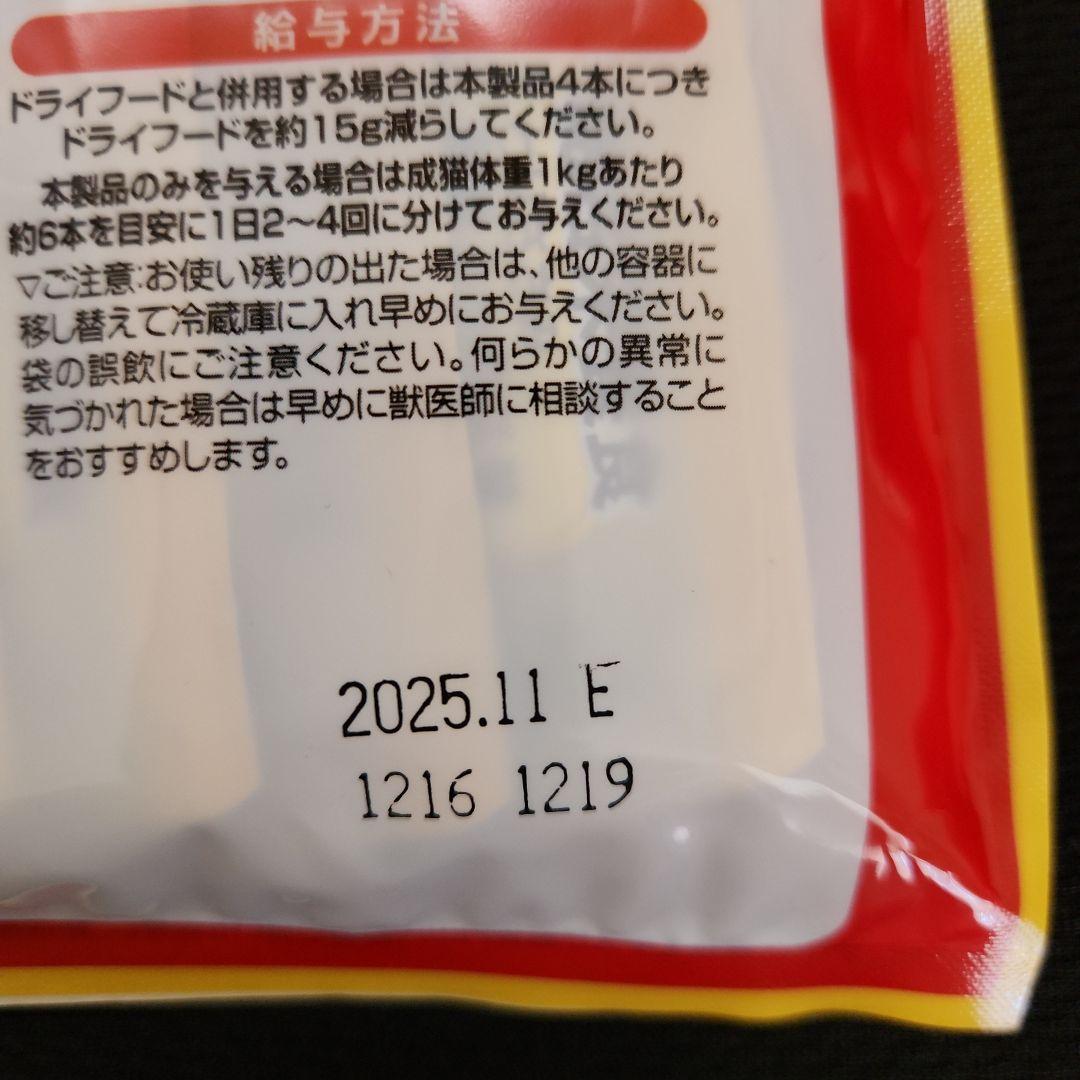 給与方法
ドライフードと併用する場合は本製品4本につき
ドライフードを約15g減らしてください。
本製品のみを与える場合は成猫体重1kgあたり
約6本を目安に1日2〜4回に分けてお与えください。
▽ご注意:お使い残りの出た場合は、他の容器に
移し替えて冷蔵庫に入れ早めにお与えください。
袋の誤飲にご注意ください。何らかの異常に
気づかれた場合は早めに獣医師に相談すること
をおすすめします。
2025.11 E
1216 1219